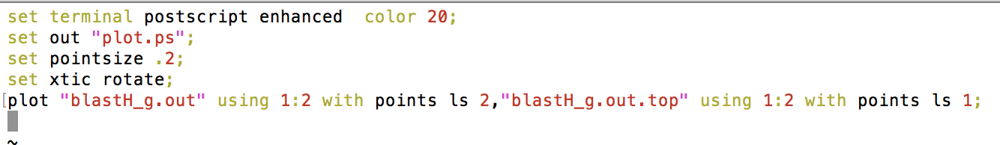 set terminal postscript enhanced  color 20;
set out "plot.ps";
set pointsize .2;
set xtic rotate;
[plot "blastH_g.out" using 1:2 with points ls 2,"blastH_g.out.top" using 1:2 with points ls 1;
~